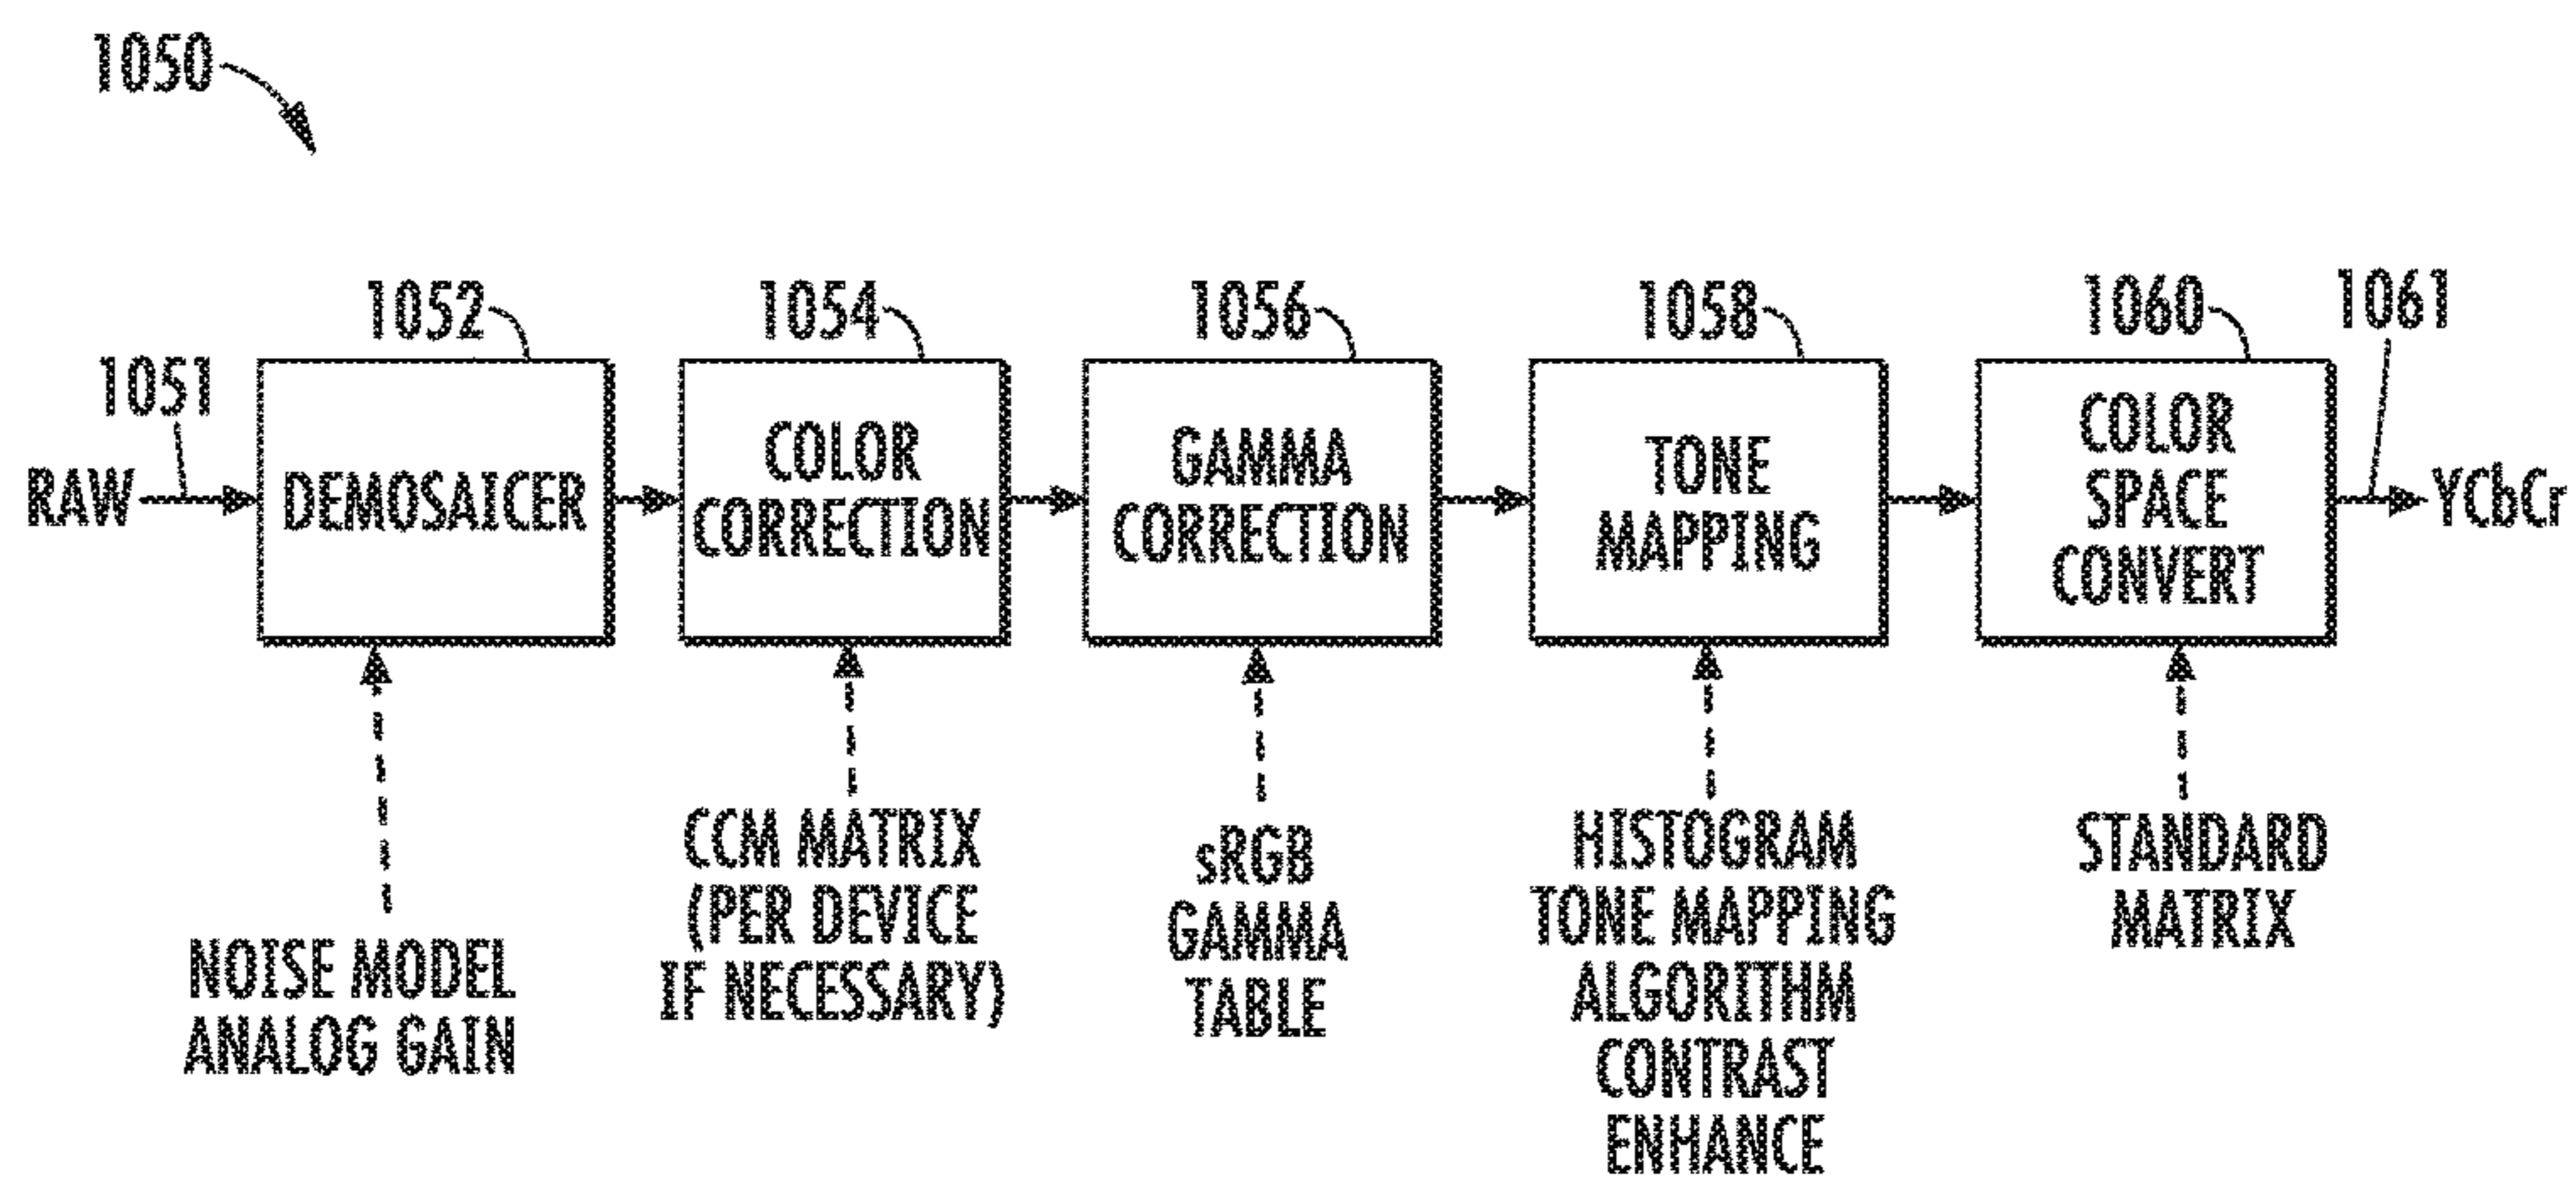 1050
1052
1054
1056
1058
1060
1061
1051
RAW
DEMOSAICER
COLOR
CORRECTION
GAMMA
CORRECTION
TONE
MAPPING
COLOR
SPACE
CONVERT
YCbCr
NOISE MODEL
ANALOG GAIN
CCM MATRIX
(PER DEVICE
IF NECESSARY)
sRGB
GAMMA
TABLE
HISTOGRAM
TONE MAPPING
ALGORITHM
CONTRAST
ENHANCE
STANDARD
MATRIX